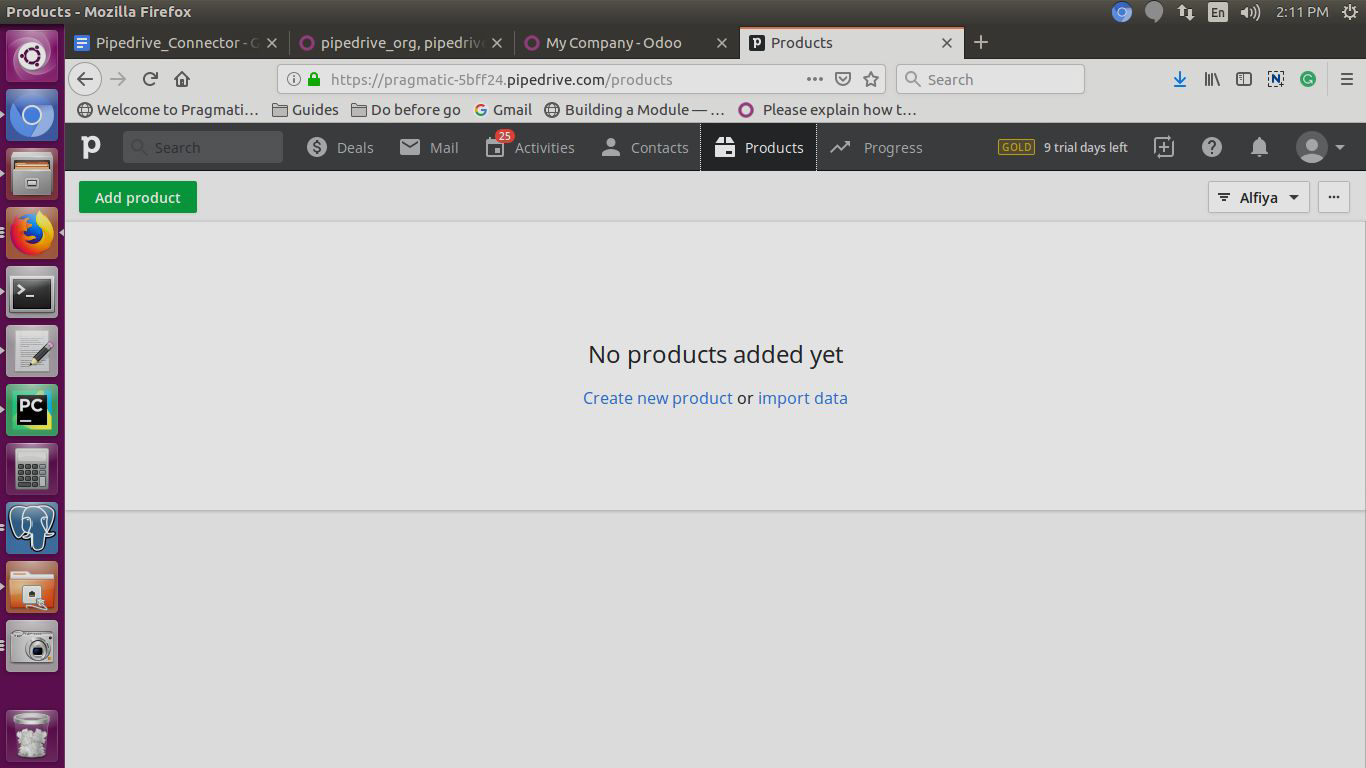 Products - Mozilla Firefox
En
2:11 PM
Pipedrive_Connector - G
pipedrive_org, pipedrive
My Company - Odoo
Products
https://pragmatic-5bff24.pipedrive.com/products
Search
Welcome to Pragmati…
Guides
Do before go
Gmail
Building a Module — …
Please explain how t…
Search
Deals
Mail
25
Activities
Contacts
Products
Progress
GOLD
9 trial days left
Add product
Alfiya
No products added yet
Create new product or import data
PC